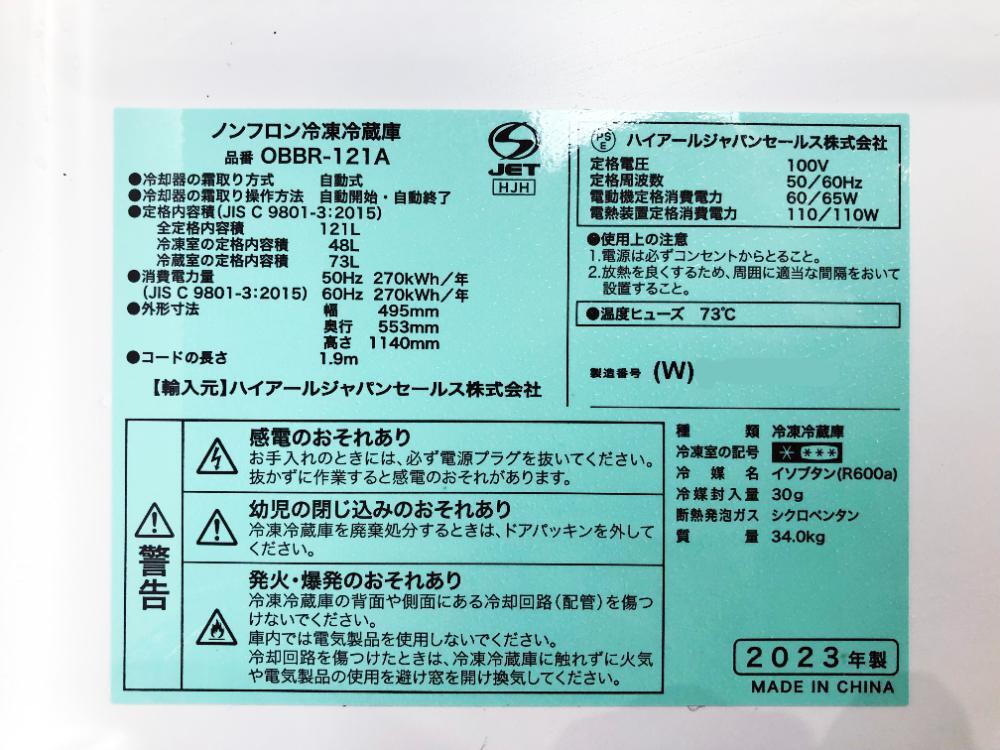 ノンフロン冷凍冷蔵庫
品番 OBBR-121A
●冷却器の霜取り方式 自動式
●冷却器の霜取り操作方法 自動開始・自動終了
●定格内容積(JIS C 9801-3:2015)
全定格内容積 121L
冷凍室の定格内容積 48L
冷蔵室の定格内容積 73L
●消費電力量 50Hz 270kWh/年
(JIS C 9801-3:2015) 60Hz 270kWh/年
●外形寸法 幅 495mm
奥行 553mm
高さ 1140mm
●コードの長さ 1.9m
【輸入元】ハイアールジャパンセールス株式会社
JET
HJH
PS
E
ハイアールジャパンセールス株式会社
定格電圧 100V
定格周波数 50/60Hz
電動機定格消費電力 60/65W
電熱装置定格消費電力 110/110W
●使用上の注意
1.電源は必ずコンセントからとること。
2.放熱を良くするため、周囲に適当な間隔をおいて
設置すること。
●温度ヒューズ 73℃
製造番号 (W)
警告
感電のおそれあり
お手入れのときには、必ず電源プラグを抜いてください。
抜かずに作業すると感電のおそれがあります。
幼児の閉じ込みのおそれあり
冷凍冷蔵庫を廃棄処分するときは、ドアパッキンを外して
ください。
発火・爆発のおそれあり
冷凍冷蔵庫の背面や側面にある冷却回路(配管)を傷つ
けないでください。
庫内では電気製品を使用しないでください。
冷却回路を傷つけたときは、冷凍冷蔵庫に触れずに火気
や電気製品の使用を避け窓を開け換気してください。
種類 冷凍冷蔵庫
冷凍室の記号 * ***
冷媒名 イソブタン(R600a)
冷媒封入量 30g
断熱発泡ガス シクロペンタン
質量 34.0kg
2023年製
MADE IN CHINA